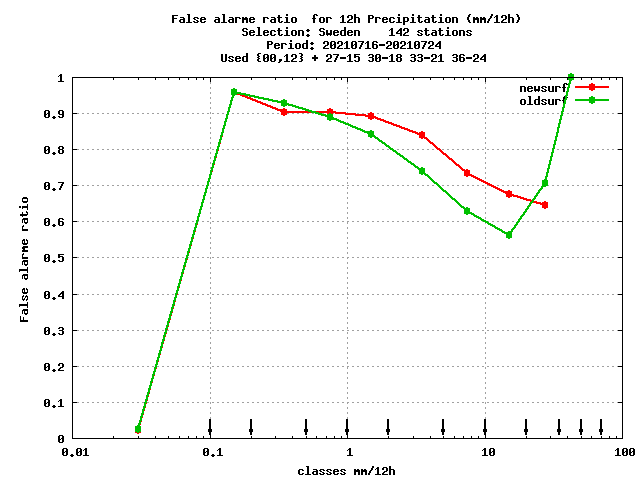 False alarme ratio  for 12h Precipitation (mm/12h)
Selection: Sweden    142 stations
Period: 20210716-20210724
Used {00,12} + 27-15 30-18 33-21 36-24
newsurf
oldsurf
1
0.9
0.8
0.7
0.6
0.5
0.4
0.3
0.2
0.1
0
False alarme ratio
0.01 0.1 1 10 100
classes mm/12h